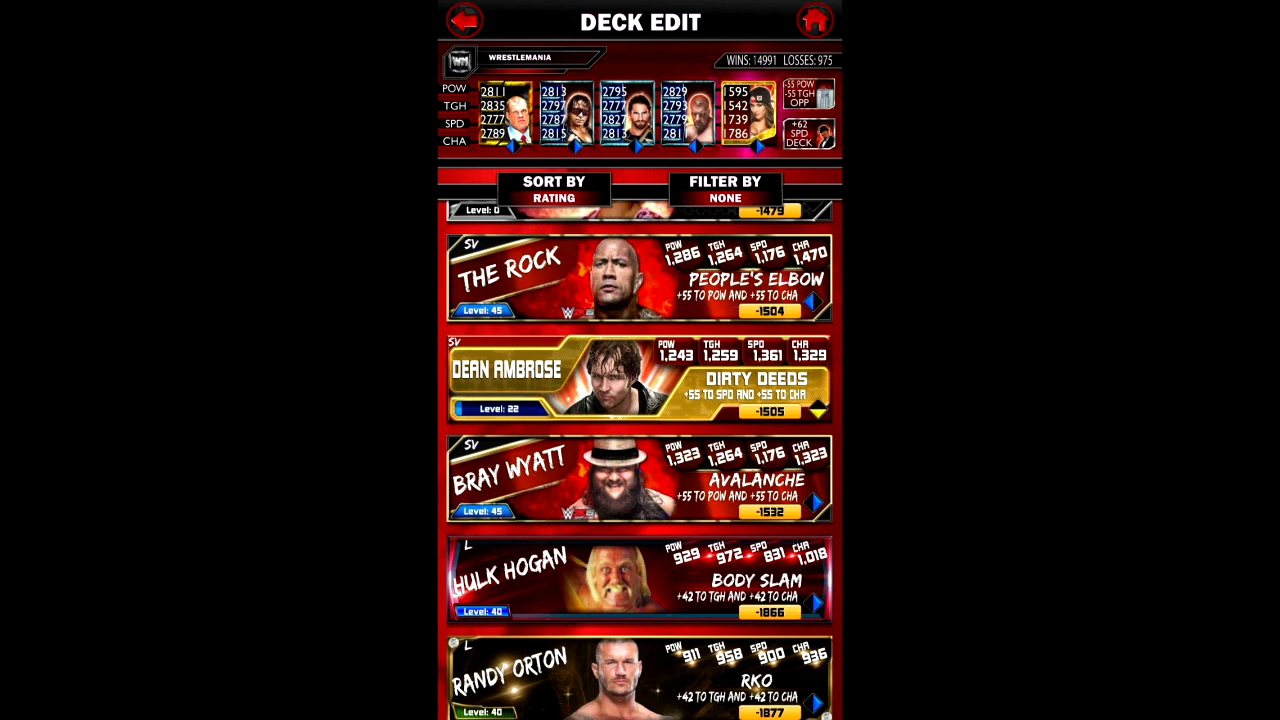 DECK EDIT
WM
WRESTLEMANIA
WINS: 14991 LOSSES: 975
POW 2811 2813 2795 2829 1595
TGH 2835 2797 2777 2793 1542
SPD 2777 2787 2827 2779 1739
CHA 2789 2815 2813 281 1786
-55 POW
-55 TGH
OPP
+62
SPD
DECK
SORT BY
RATING
FILTER BY
NONE
Level: 0
-1479
SV
THE ROCK
POW TGH SPD CHA
1,286 1,264 1,176 1,470
PEOPLE'S ELBOW
+55 TO POW AND +55 TO CHA
Level: 45
-1504
SV
DEAN AMBROSE
POW TGH SPD CHA
1,243 1,259 1,361 1,329
DIRTY DEEDS
+55 TO SPD AND +55 TO CHA
Level: 22
-1505
SV
BRAY WYATT
POW TGH SPD CHA
1,323 1,264 1,176 1,323
AVALANCHE
+55 TO POW AND +55 TO CHA
Level: 45
-1532
L
HULK HOGAN
POW TGH SPD CHA
929 972 831 1,018
BODY SLAM
+42 TO TGH AND +42 TO CHA
Level: 40
-1866
L
RANDY ORTON
POW TGH SPD CHA
911 958 900 936
RKO
+42 TO TGH AND +42 TO CHA
Level: 40
-1877